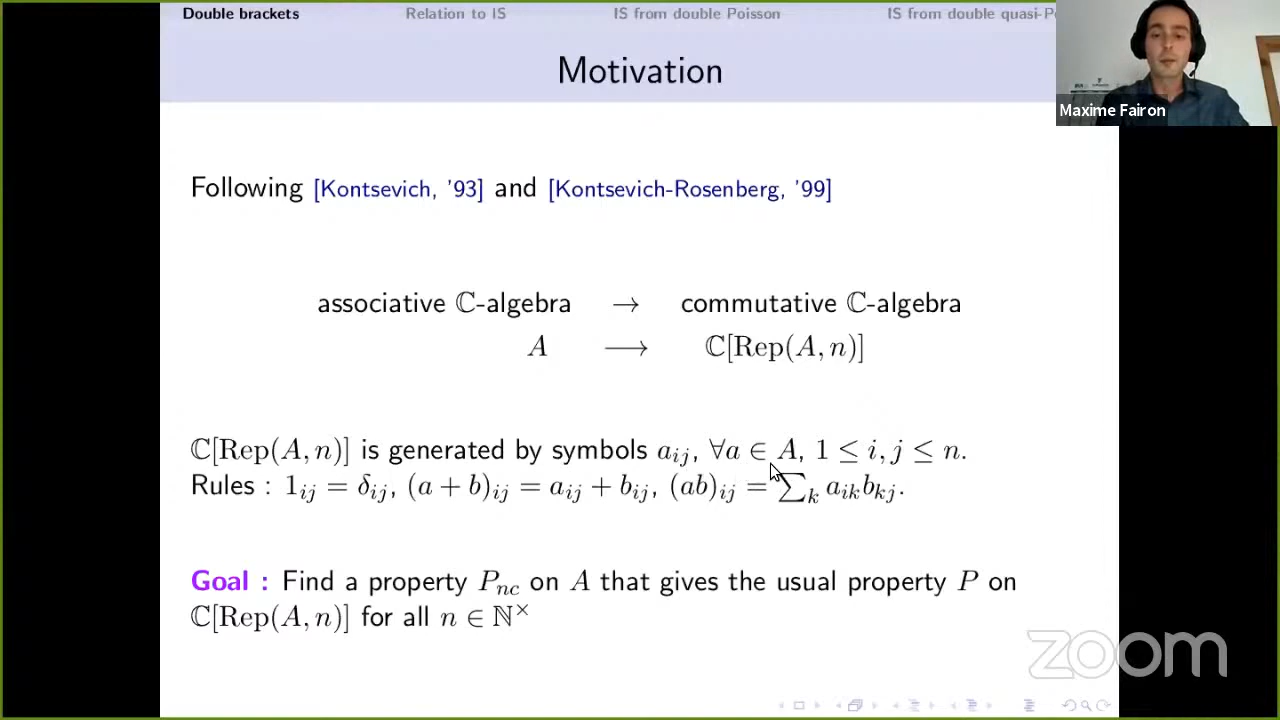 Double brackets Relation to IS IS from double Poisson IS from double quasi-P
Motivation
Maxime Fairon
Following [Kontsevich, '93] and [Kontsevich-Rosenberg, '99]
associative ℂ-algebra → commutative ℂ-algebra
A ⟶ ℂ[Rep(A, n)]
ℂ[Rep(A, n)] is generated by symbols a_{ij}, ∀a ∈ A, 1 ≤ i, j ≤ n.
Rules : 1_{ij} = δ_{ij}, (a + b)_{ij} = a_{ij} + b_{ij}, (ab)_{ij} = ∑_k a_{ik}b_{kj}.
Goal : Find a property P_{nc} on A that gives the usual property P on
ℂ[Rep(A, n)] for all n ∈ ℕ^×
zoom